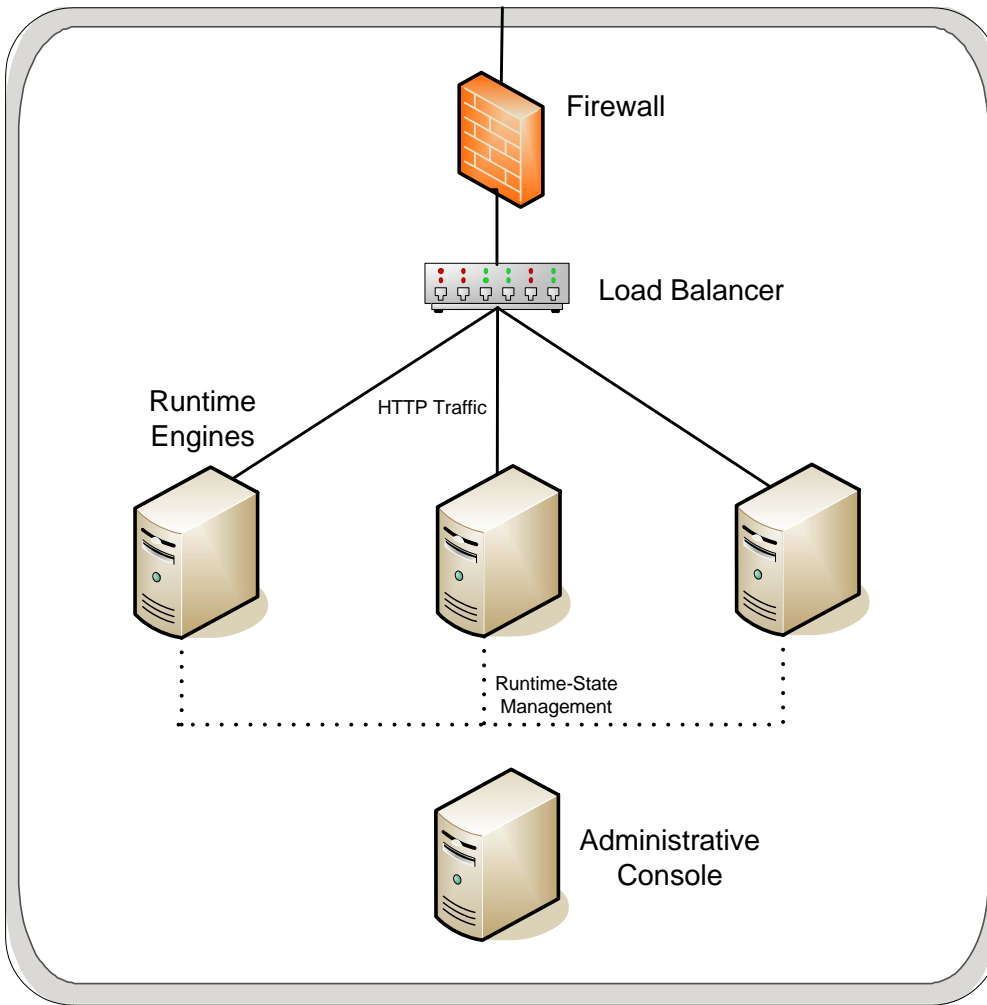 Firewall
Load Balancer
Runtime
Engines
HTTP Traffic
Runtime-State
Management
Administrative
Console